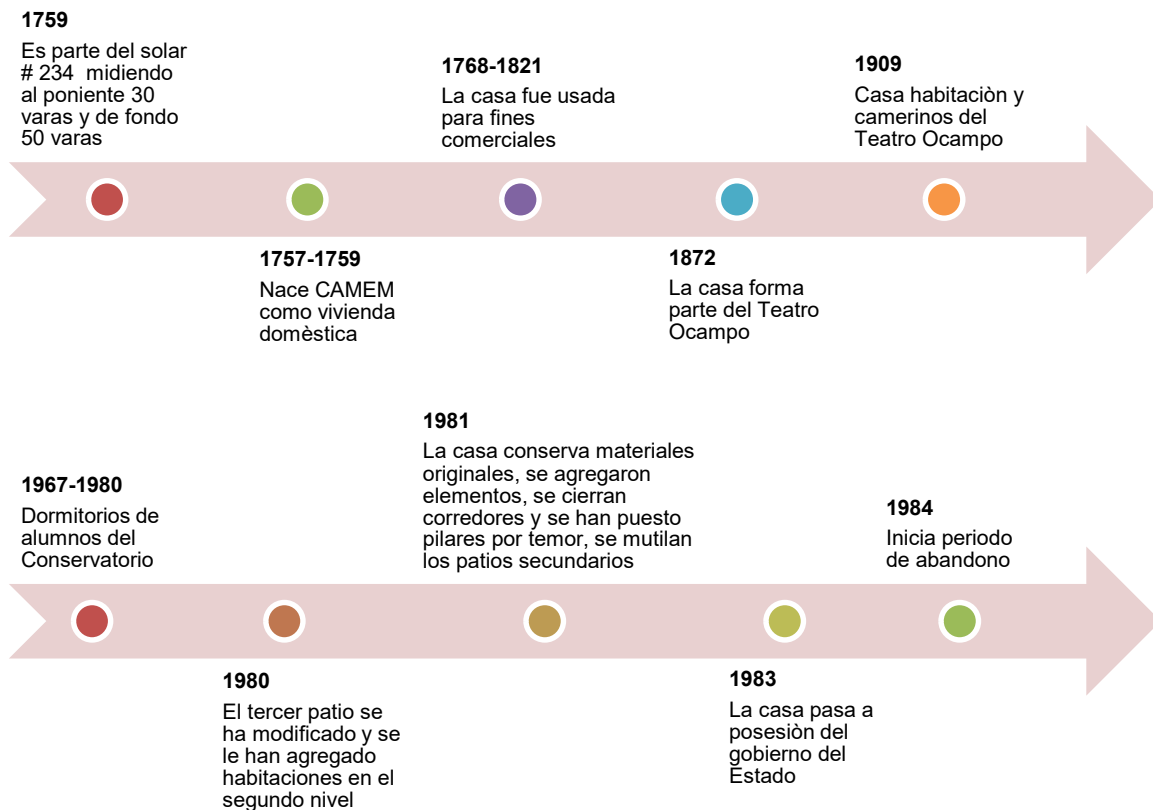 1759
Es parte del solar
# 234 midiendo
al poniente 30
varas y de fondo
50 varas
1757-1759
Nace CAMEM
como vivienda
domèstica
1768-1821
La casa fue usada
para fines
comerciales
1872
La casa forma
parte del Teatro
Ocampo
1909
Casa habitaciòn y
camerinos del
Teatro Ocampo
1967-1980
Dormitorios de
alumnos del
Conservatorio
1980
El tercer patio se
ha modificado y se
le han agregado
habitaciones en el
segundo nivel
1981
La casa conserva materiales
originales, se agregaron
elementos, se cierran
corredores y se han puesto
pilares por temor, se mutilan
los patios secundarios
1983
La casa pasa a
posesiòn del
gobierno del
Estado
1984
Inicia periodo
de abandono